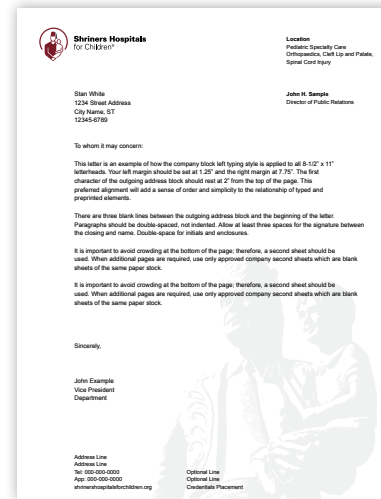 Shriners Hospitals
for Children®
Location
Pediatric Specialty Care
Orthopaedics, Cleft Lip and Palate,
Spinal Cord Injury
Stan White
1234 Street Address
City Name, ST
12345-6789
John H. Sample
Director of Public Relations
To whom it may concern:
This letter is an example of how the company block left typing style is applied to all 8-1/2" x 11"
letterheads. Your left margin should be set at 1.25" and the right margin at 7.75". The first
character of the outgoing address block should rest at 2" from the top of the page. This
preferred alignment will add a sense of order and simplicity to the relationship of typed and
preprinted elements.
There are three blank lines between the outgoing address block and the beginning of the letter.
Paragraphs should be double-spaced, not indented. Allow at least three spaces for the signature between
the closing and name. Double-space for initials and enclosures.
It is important to avoid crowding at the bottom of the page; therefore, a second sheet should be
used. When additional pages are required, use only approved company second sheets which are blank
sheets of the same paper stock.
It is important to avoid crowding at the bottom of the page; therefore, a second sheet should be
used. When additional pages are required, use only approved company second sheets which are blank
sheets of the same paper stock.
Sincerely,
John Example
Vice President
Department
Address Line
Address Line
Tel: 000-000-0000
App: 000-000-0000
shrinershospitalsforchildren.org
Optional Line
Optional Line
Credentials Placement